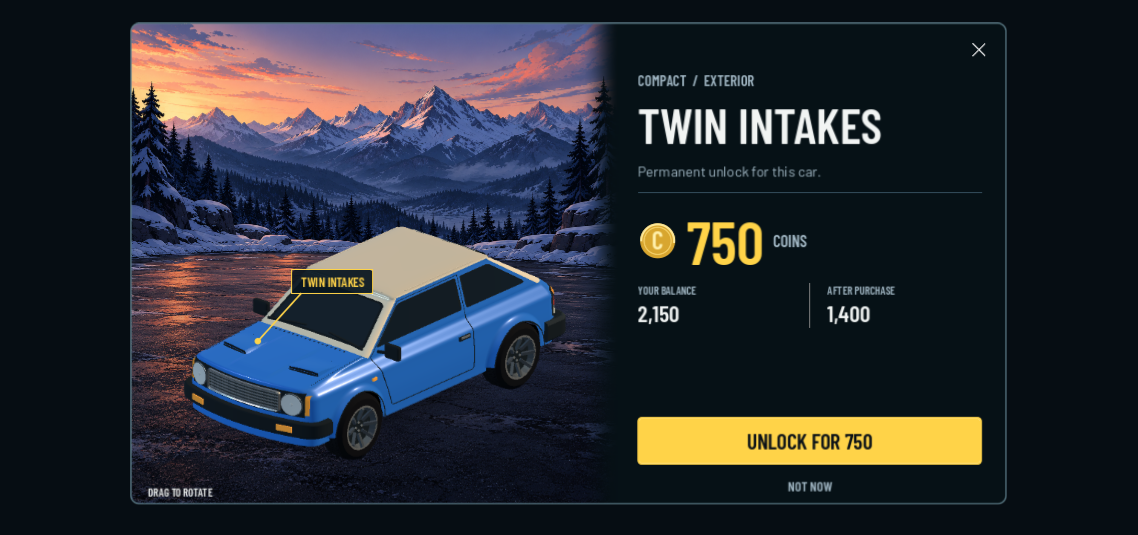 COMPACT / EXTERIOR
TWIN INTAKES
Permanent unlock for this car.
C 750 COINS
YOUR BALANCE
2,150
AFTER PURCHASE
1,400
UNLOCK FOR 750
NOT NOW
TWIN INTAKES
DRAG TO ROTATE